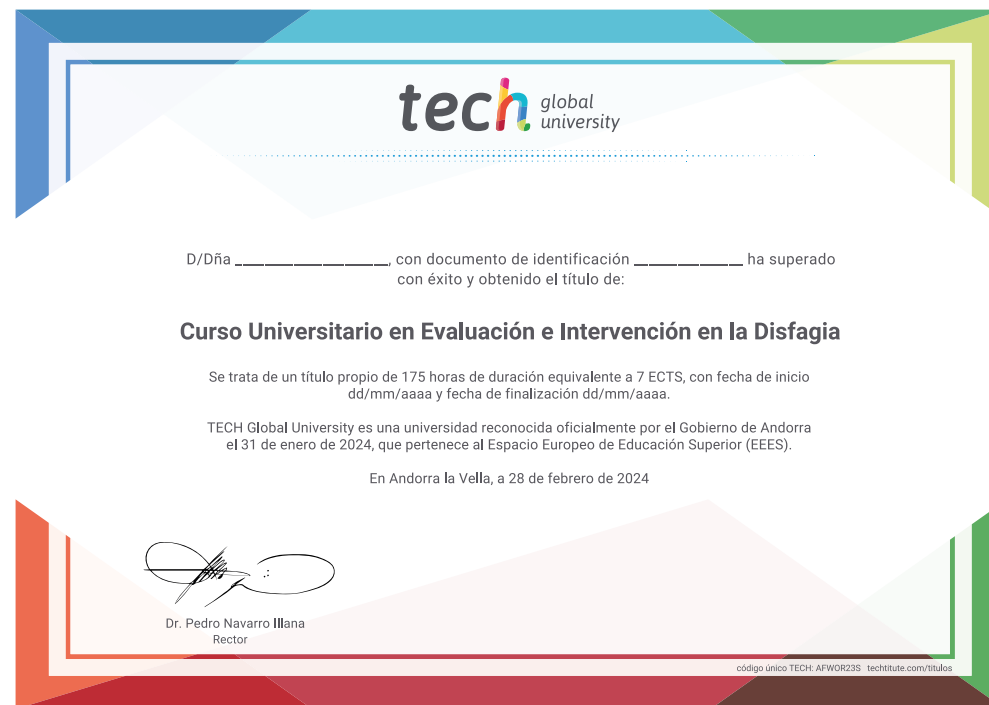 tech global university
D/Dña ______________________, con documento de identificación _______________ ha superado
con éxito y obtenido el título de:
Curso Universitario en Evaluación e Intervención en la Disfagia
Se trata de un título propio de 175 horas de duración equivalente a 7 ECTS, con fecha de inicio
dd/mm/aaaa y fecha de finalización dd/mm/aaaa.
TECH Global University es una universidad reconocida oficialmente por el Gobierno de Andorra
el 31 de enero de 2024, que pertenece al Espacio Europeo de Educación Superior (EEES).
En Andorra la Vella, a 28 de febrero de 2024
Dr. Pedro Navarro Illana
Rector
código único TECH: AFWOR23S techtitute.com/titulos